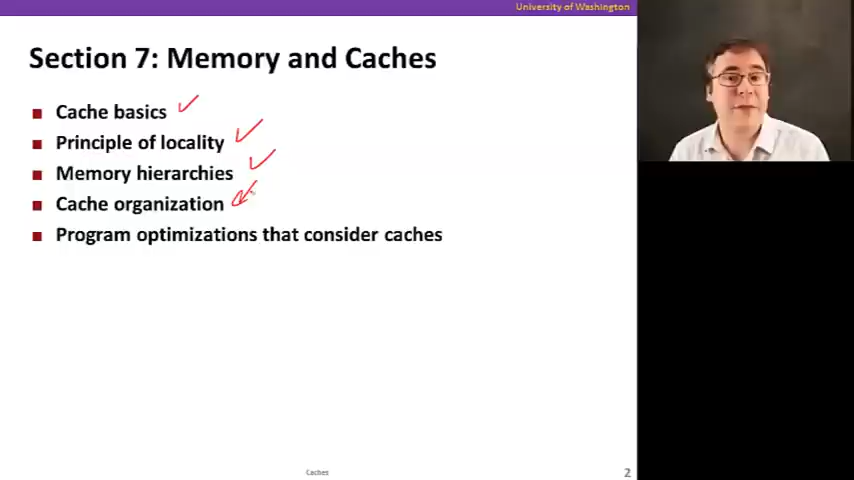 University of Washington
Section 7: Memory and Caches
Cache basics
Principle of locality
Memory hierarchies
Cache organization
Program optimizations that consider caches
Caches
2